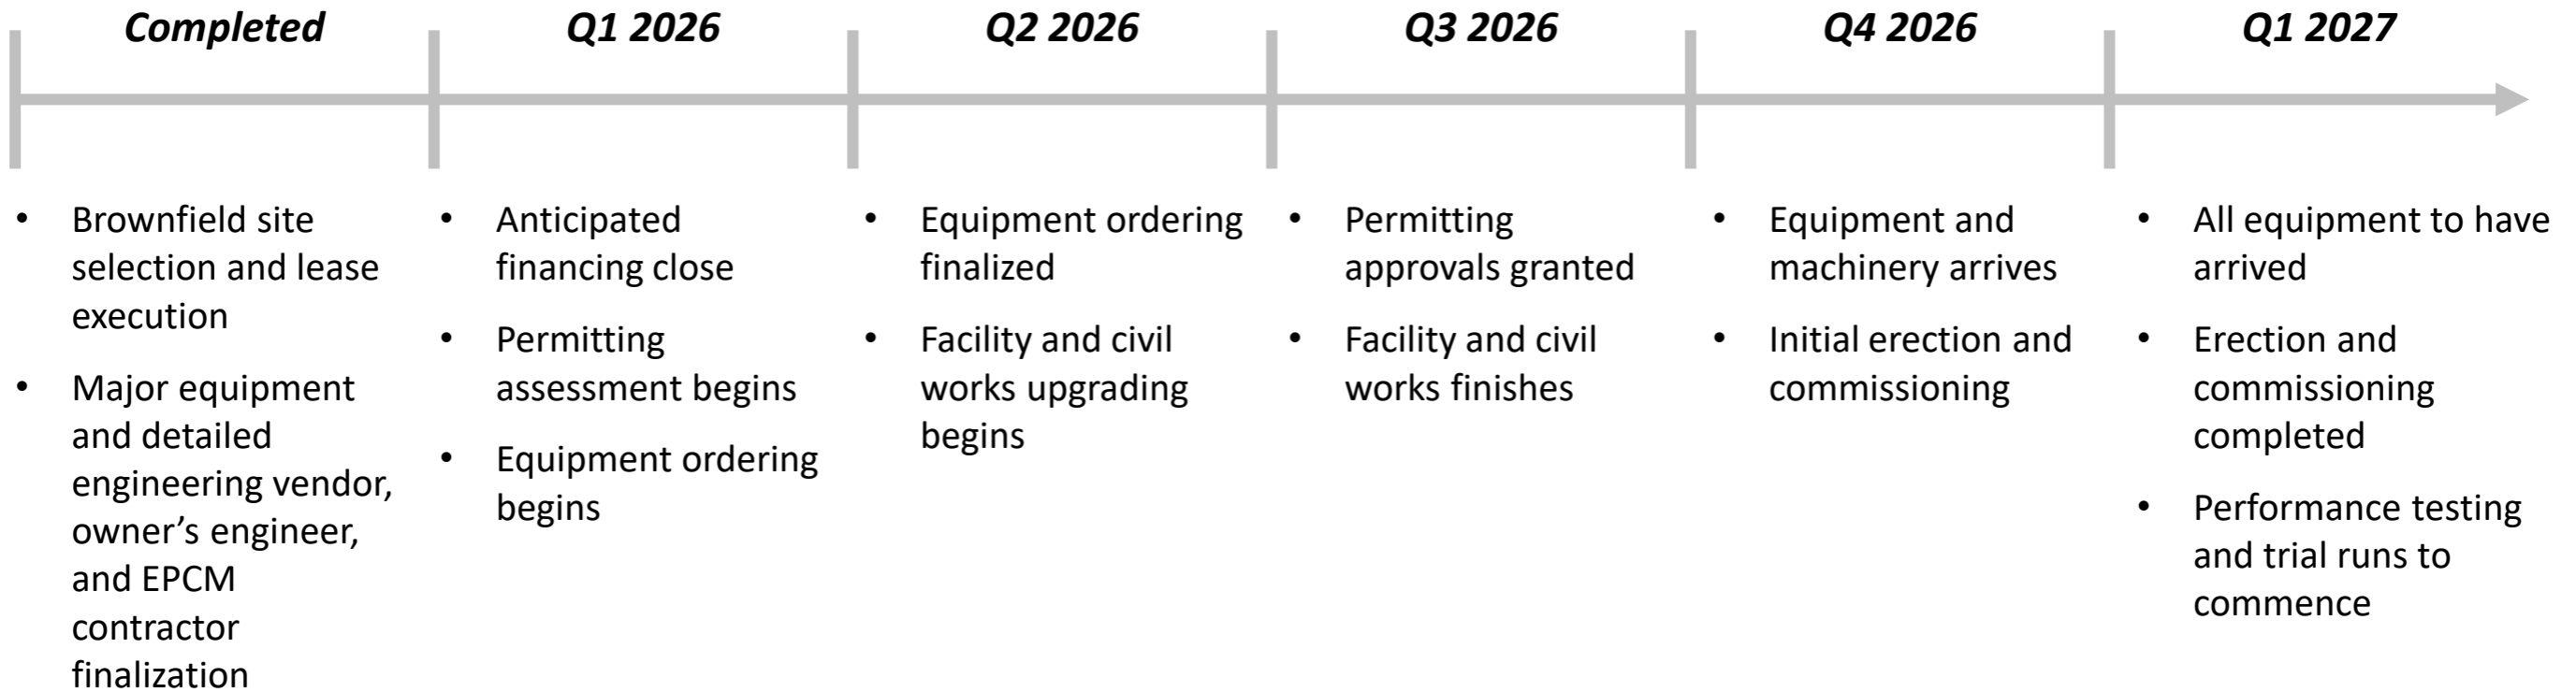 Completed
Q1 2026
Q2 2026
Q3 2026
Q4 2026
Q1 2027
• Brownfield site
selection and lease
execution
• Major equipment
and detailed
engineering vendor,
owner’s engineer,
and EPCM
contractor
finalization
• Anticipated
financing close
• Permitting
assessment begins
• Equipment ordering
begins
• Equipment ordering
finalized
• Facility and civil
works upgrading
begins
• Permitting
approvals granted
• Facility and civil
works finishes
• Equipment and
machinery arrives
• Initial erection and
commissioning
• All equipment to have
arrived
• Erection and
commissioning
completed
• Performance testing
and trial runs to
commence